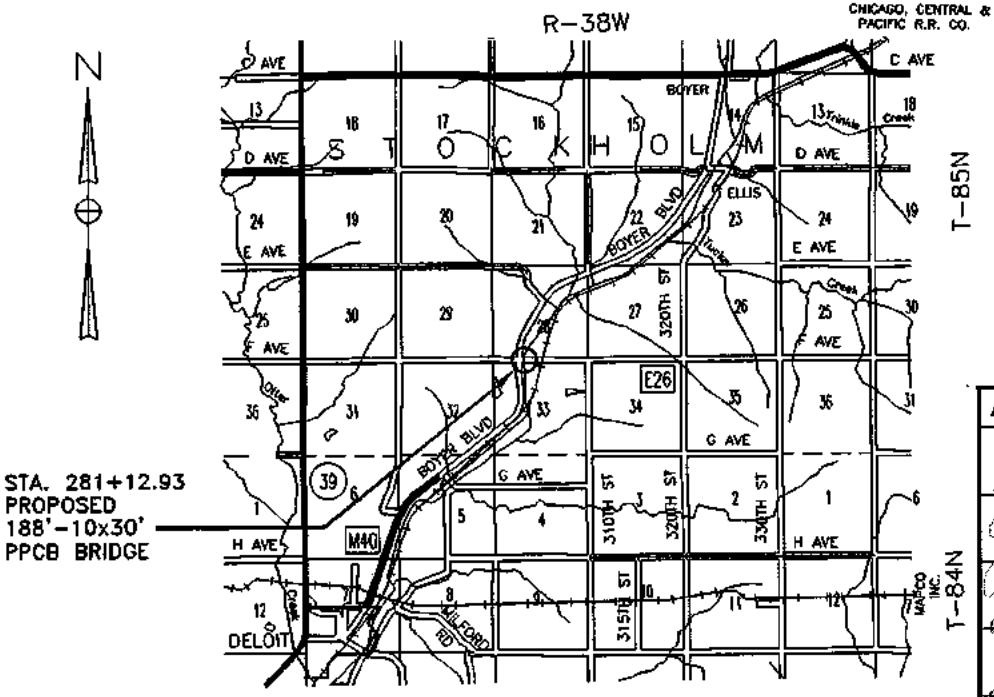 CHICAGO, CENTRAL &
PACIFIC R.R. CO.
R-38W
N
C AVE
C AVE
BOYER
13
18
17
16
15
14
13
Trinkle
Creek
18
STOCKHOLM
D AVE
D AVE
T-85N
ELLIS
24
19
20
21
22
BOYER BLVD
23
24
19
E AVE
E AVE
Tucker
Creek
25
30
29
28
27
320TH ST
26
25
30
F AVE
F AVE
E26
Otter
36
31
32
33
34
35
36
31
BOYER BLVD
G AVE
STA. 281+12.93
PROPOSED
188'-10x30'
PPCB BRIDGE
39
G AVE
1
6
5
4
310TH ST
3
320TH ST
2
330TH ST
1
6
M40
H AVE
H AVE
T-84N
Creek
12
8
9
315TH ST
10
11
12
7
MAPCO
INC.
DELOIT
MILFORD
RD